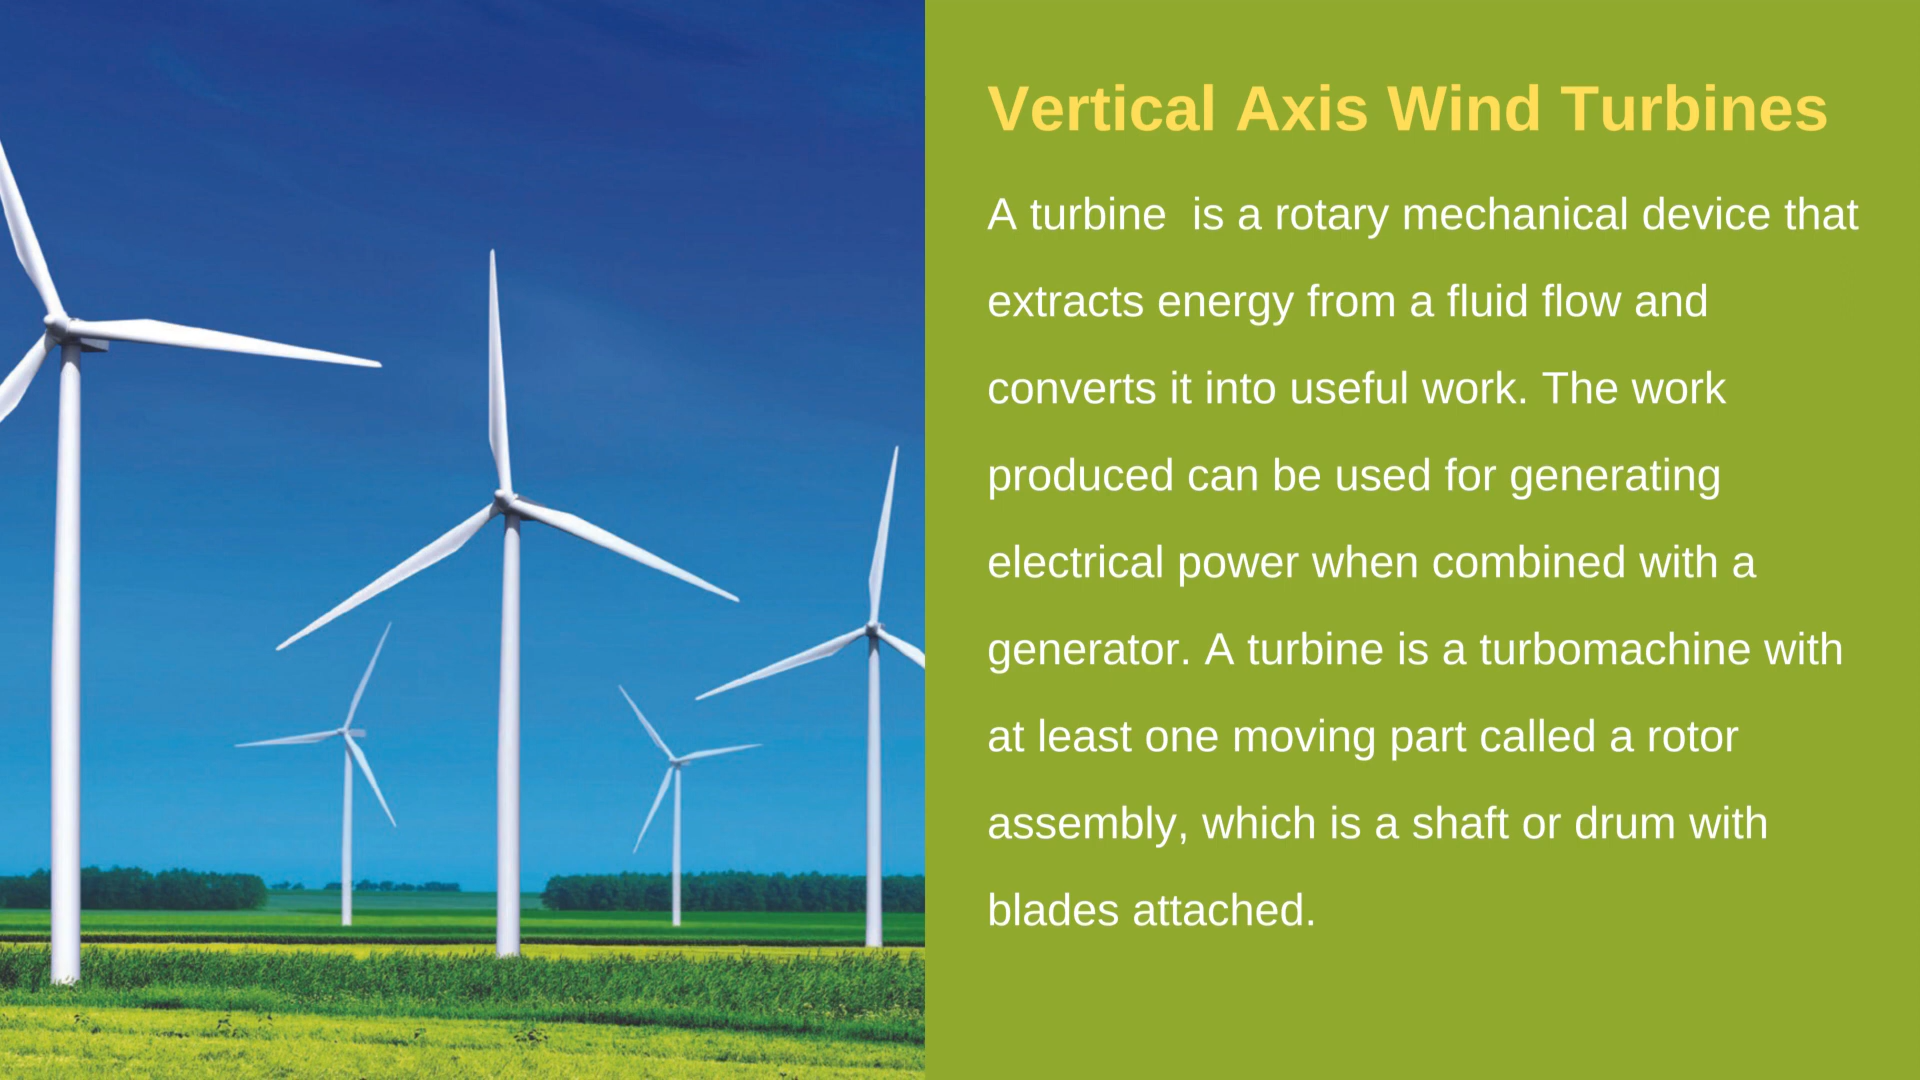 Vertical Axis Wind Turbines
A turbine  is a rotary mechanical device that
extracts energy from a fluid flow and
converts it into useful work. The work
produced can be used for generating
electrical power when combined with a
generator. A turbine is a turbomachine with
at least one moving part called a rotor
assembly, which is a shaft or drum with
blades attached.